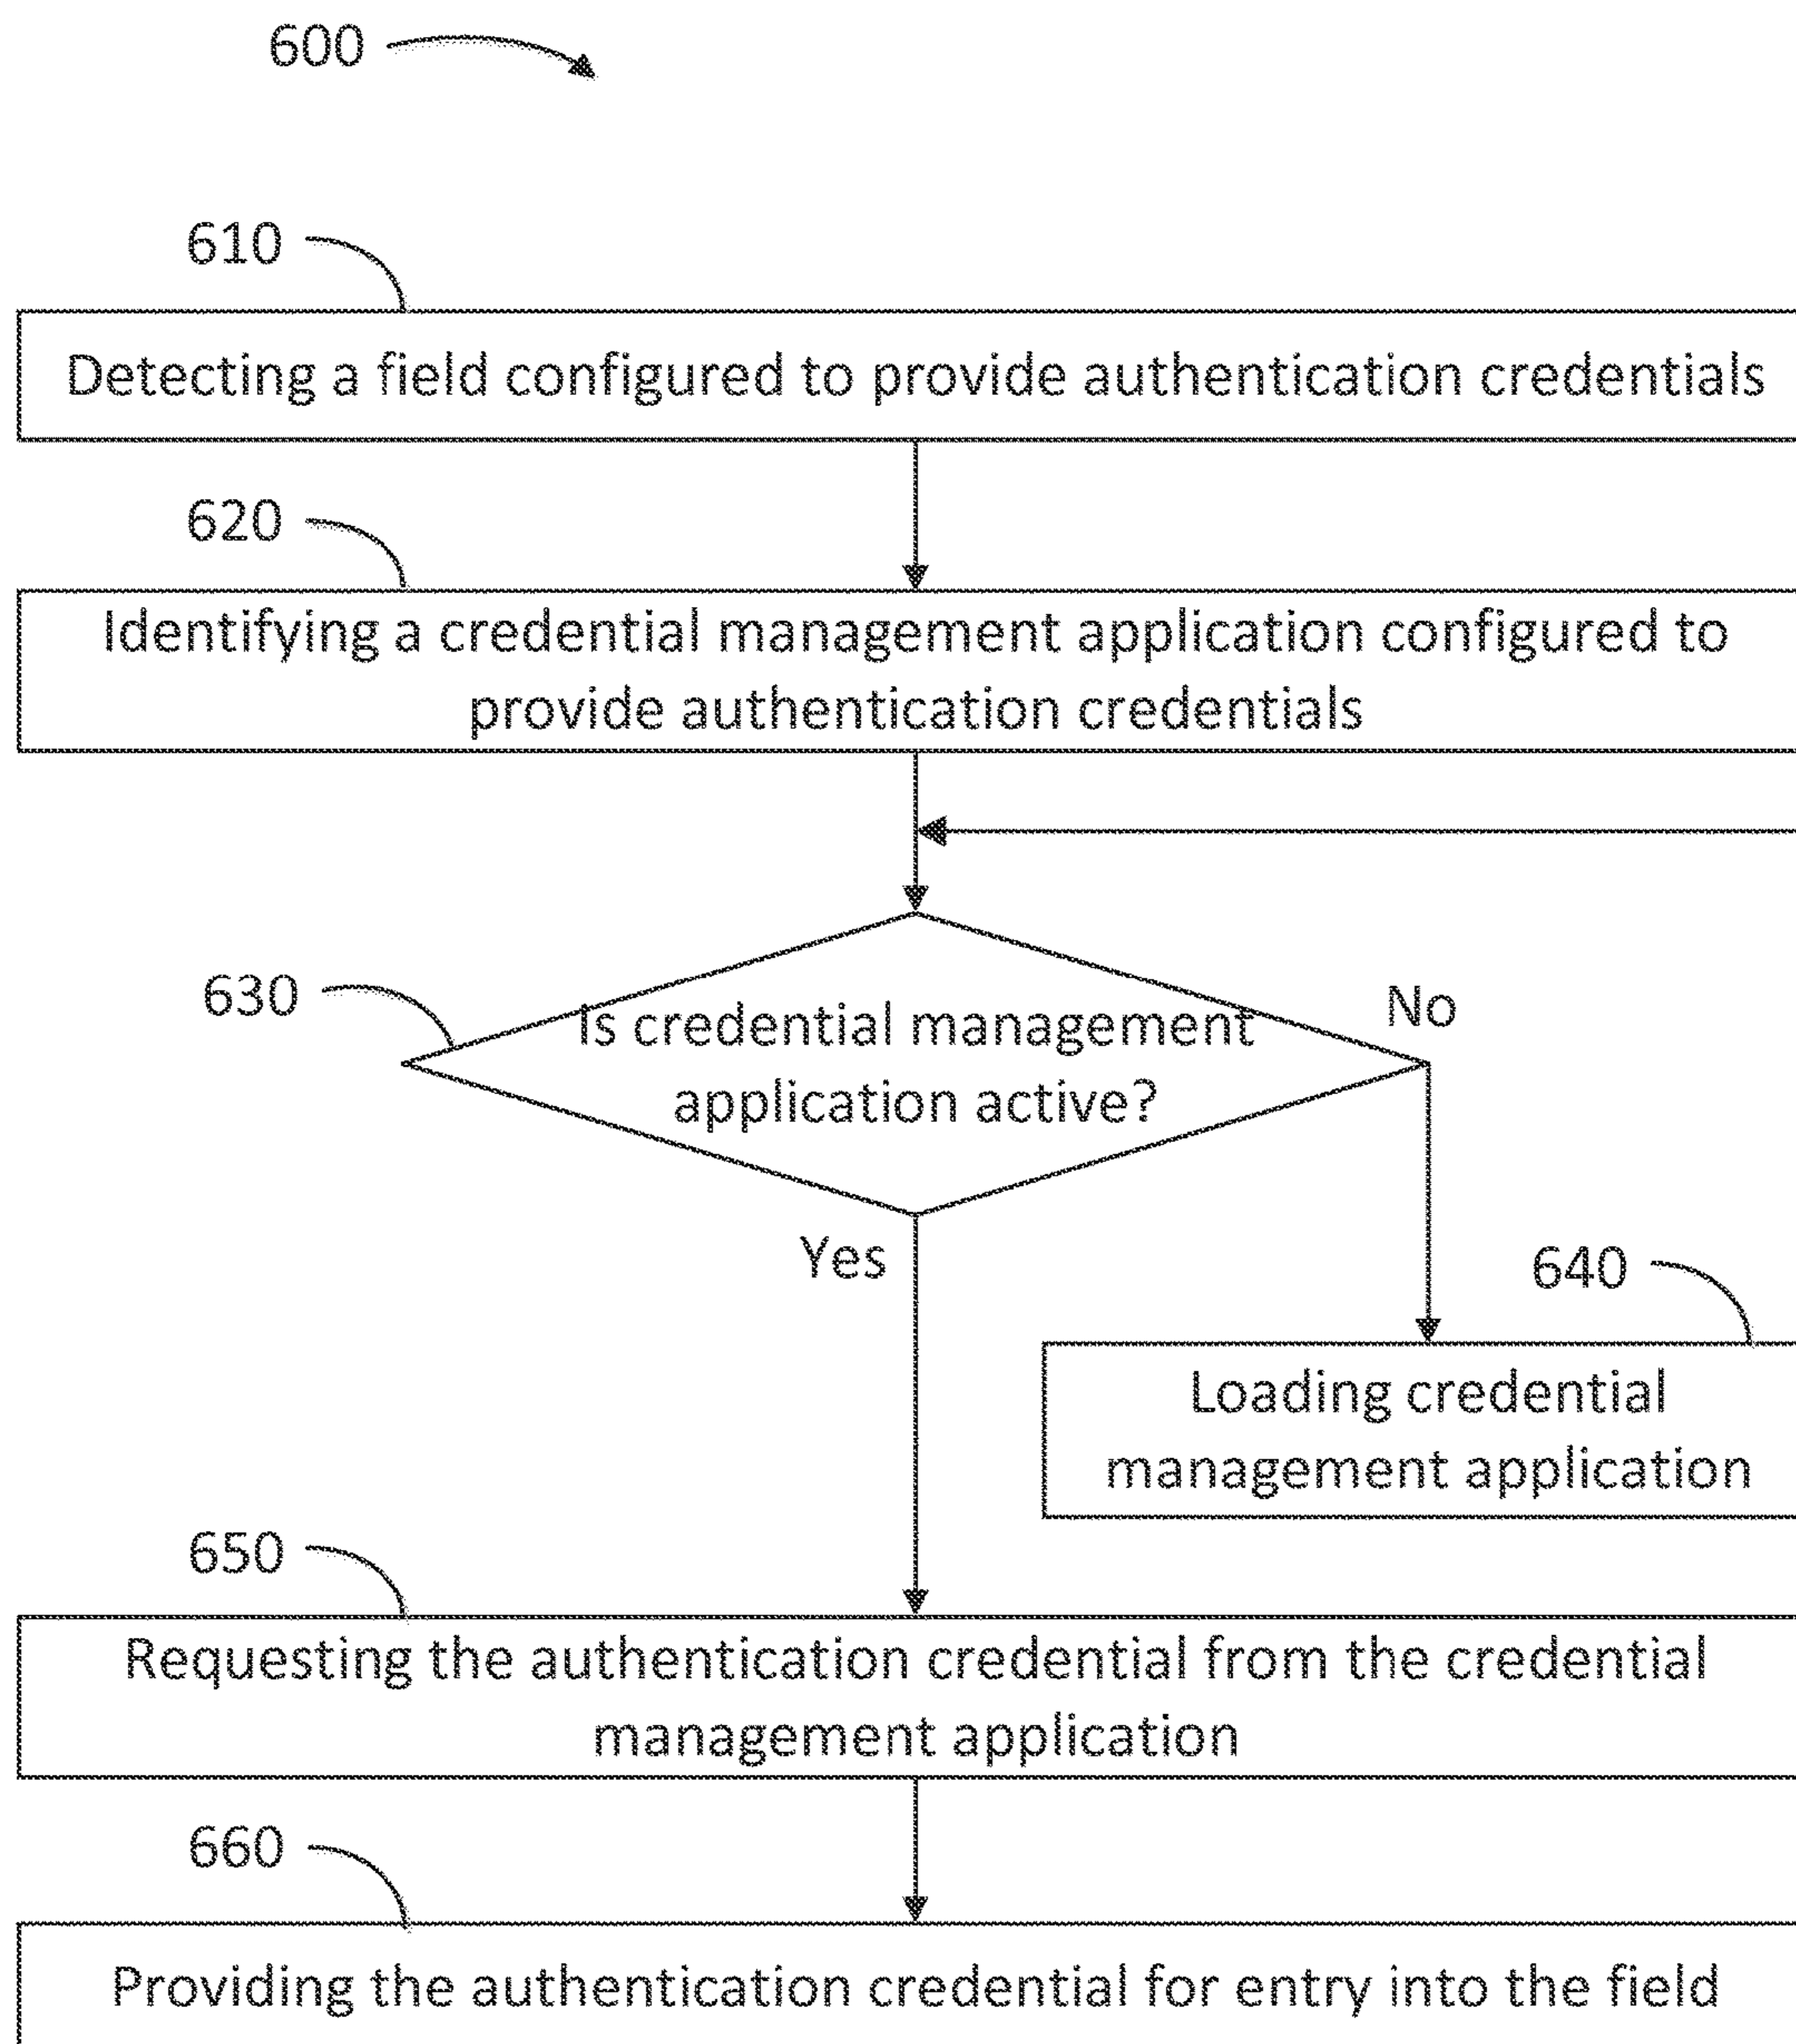 600
610
Detecting a field configured to provide authentication credentials
620
Identifying a credential management application configured to
provide authentication credentials
630
Is credential management
application active?
No
Yes
640
Loading credential
management application
650
Requesting the authentication credential from the credential
management application
660
Providing the authentication credential for entry into the field